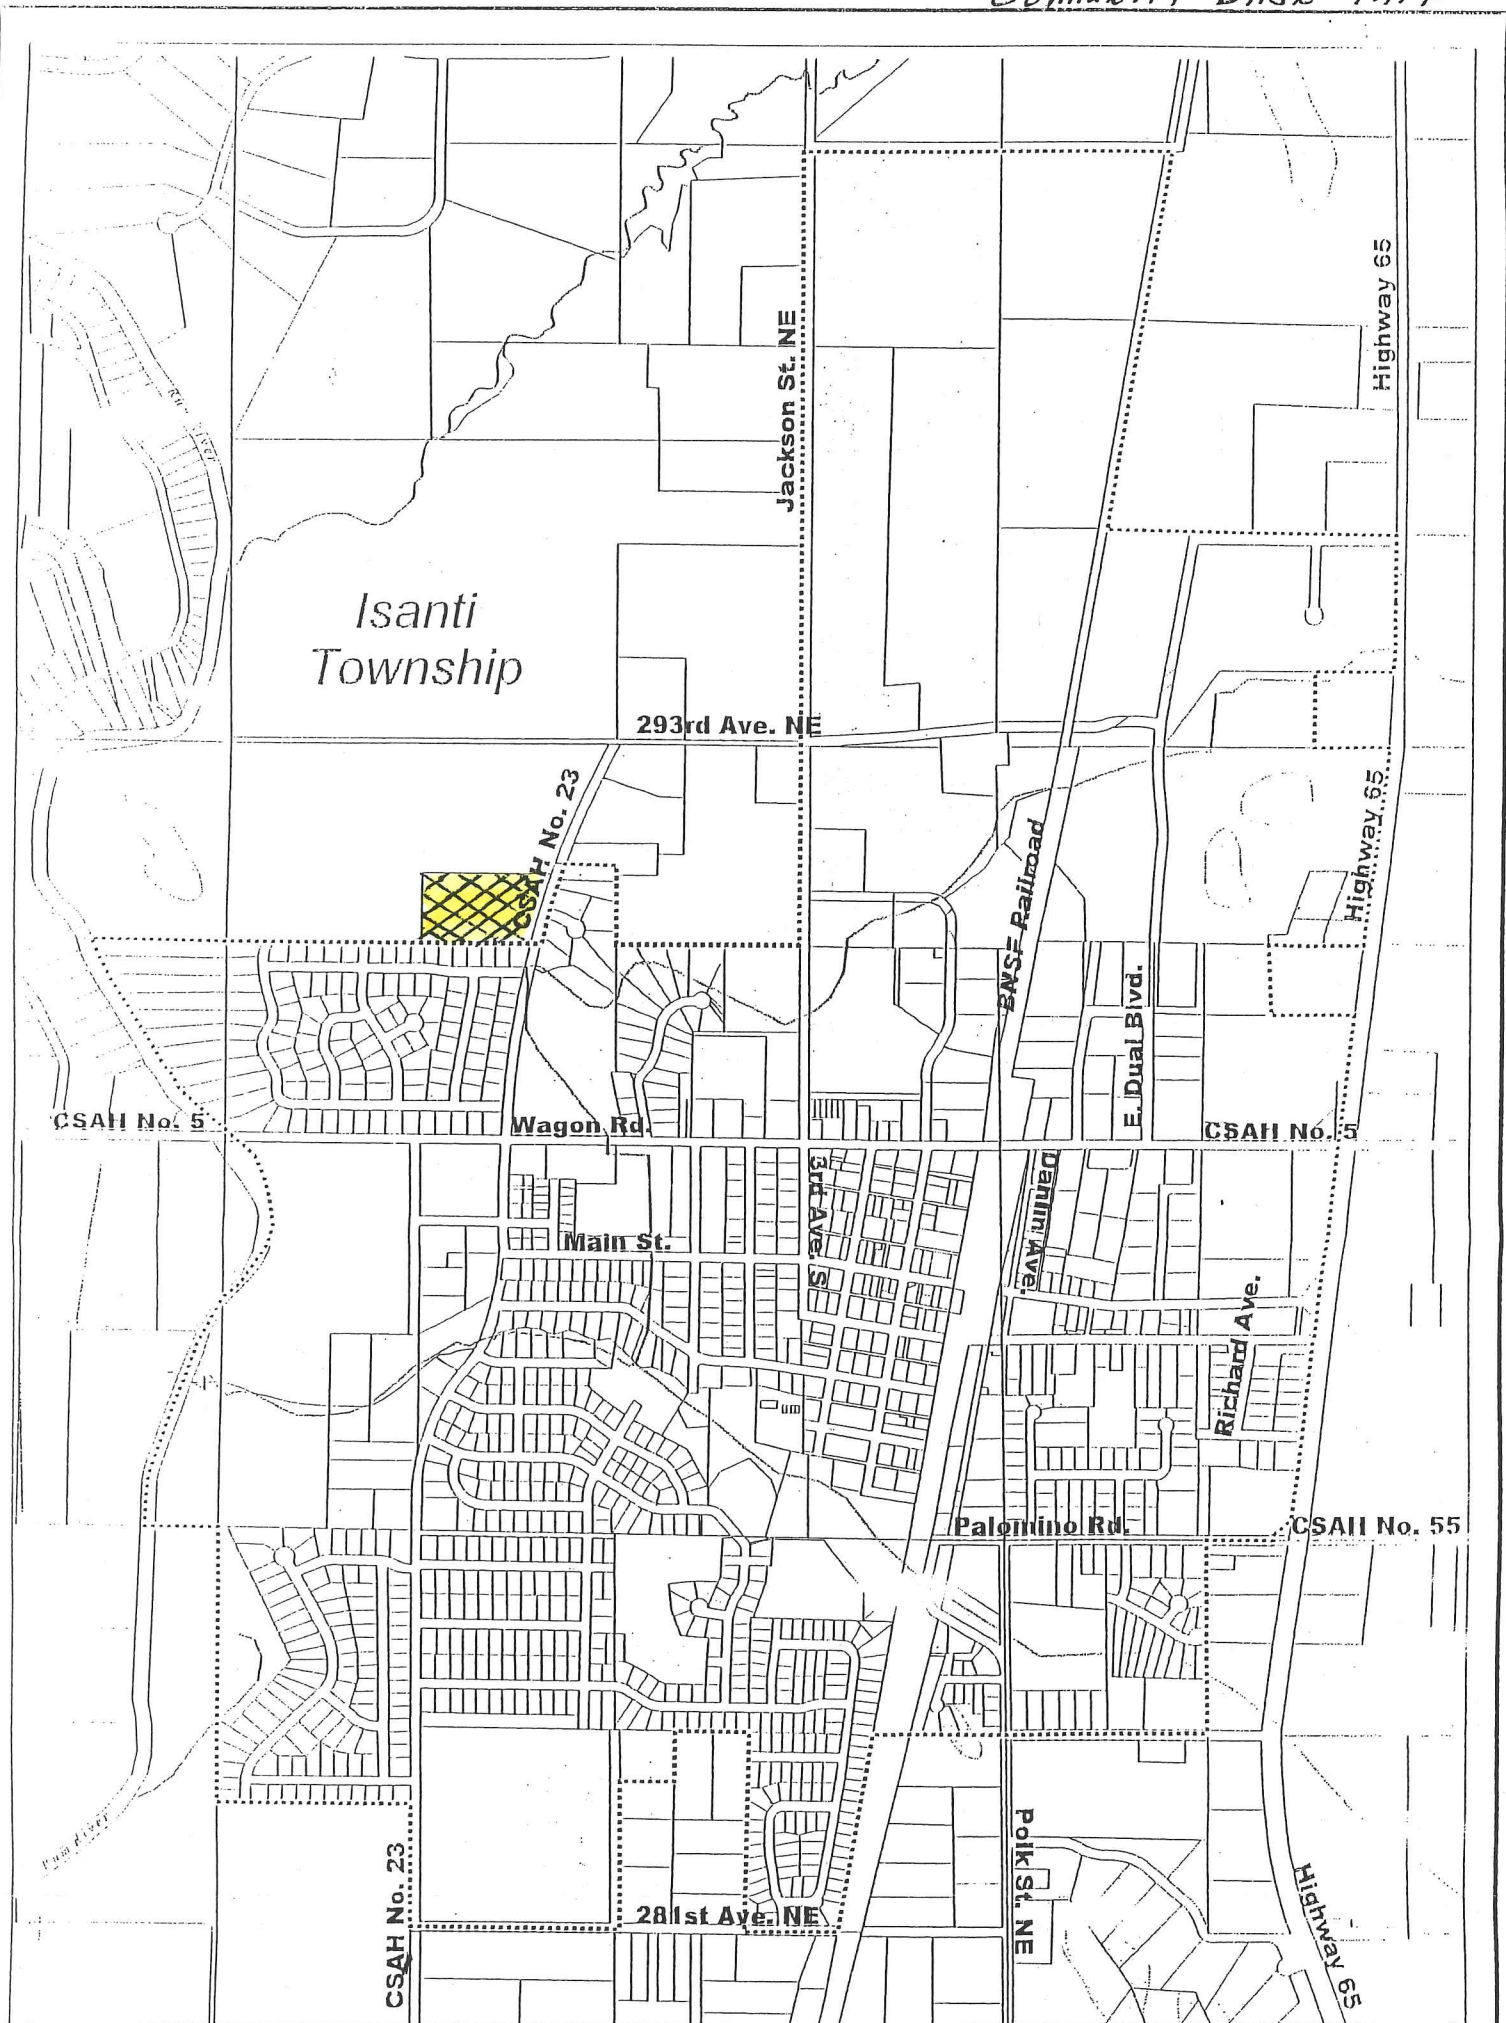 Highway 65
Jackson St. NE
Isanti
Township
293rd Ave. NE
CSAH No. 23
Highway 65
Highway 65
BNSF Railroad
E. Dual Blvd.
CSAH No. 5
Wagon Rd.
CSAH No. 5
3rd Ave. S
Main St.
Richard Ave.
Palomino Rd.
CSAH No. 55
Polk St. NE
CSAH No. 23
281st Ave. NE
Highway 65